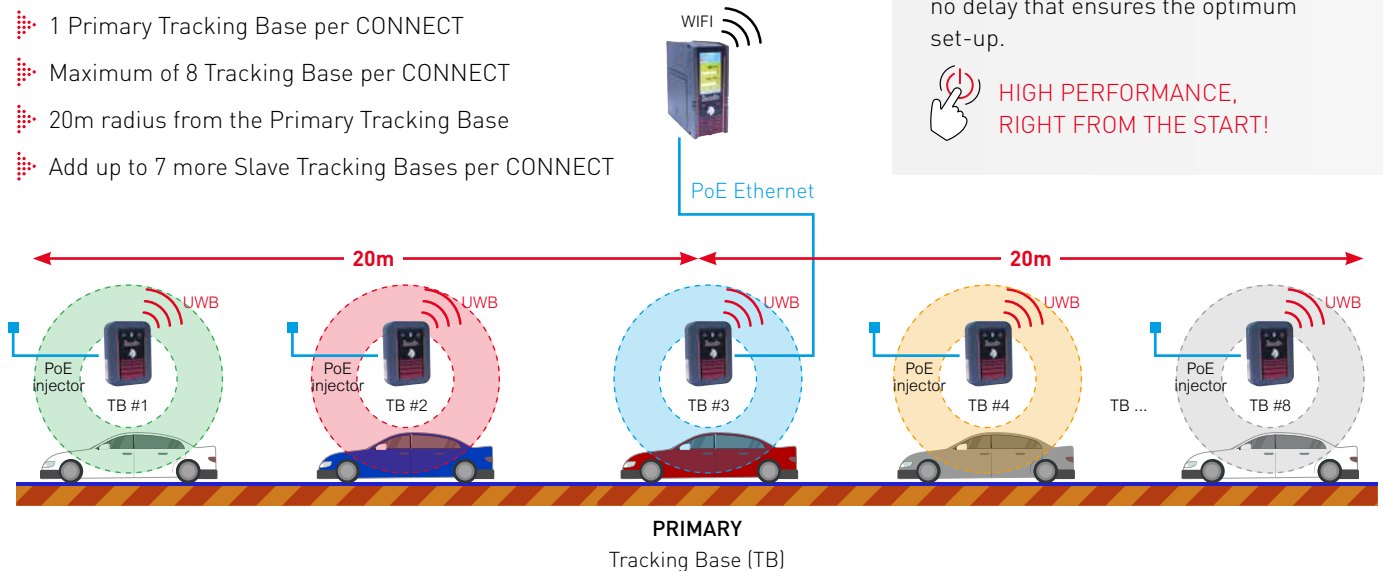 1 Primary Tracking Base per CONNECT
Maximum of 8 Tracking Base per CONNECT
20m radius from the Primary Tracking Base
Add up to 7 more Slave Tracking Bases per CONNECT
WIFI
no delay that ensures the optimum
set-up.
HIGH PERFORMANCE,
RIGHT FROM THE START!
PoE Ethernet
20m
20m
UWB
UWB
UWB
UWB
UWB
PoE
injector
TB #1
PoE
injector
TB #2
TB #3
PoE
injector
TB #4
TB ...
PoE
injector
TB #8
PRIMARY
Tracking Base (TB)